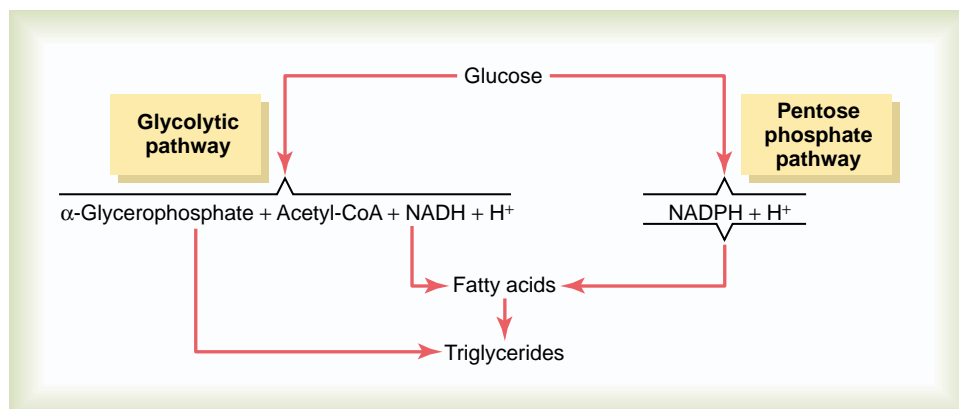 Glucose
Glycolytic
pathway
Pentose
phosphate
pathway
α-Glycerophosphate + Acetyl-CoA + NADH + H⁺
NADPH + H⁺
Fatty acids
Triglycerides